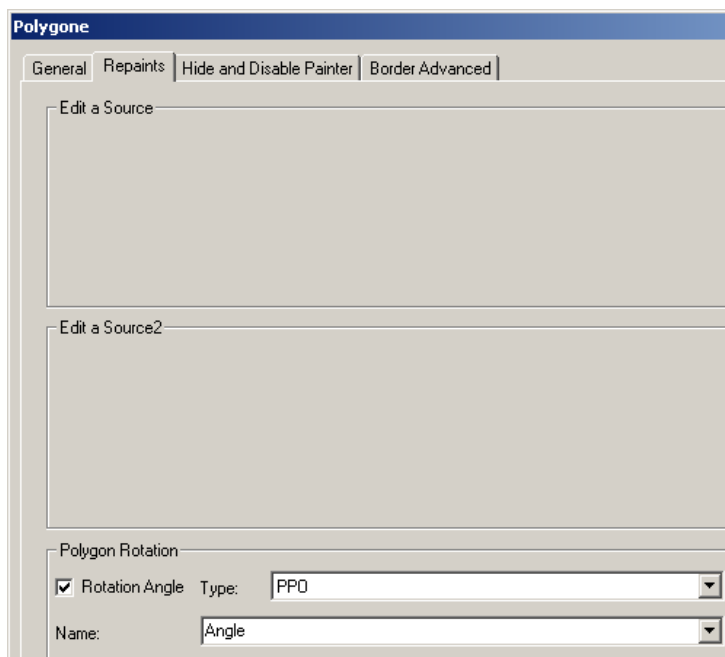 Polygone
General Repaints Hide and Disable Painter Border Advanced
Edit a Source
Edit a Source2
Polygon Rotation
Rotation Angle Type: PPO
Name: Angle